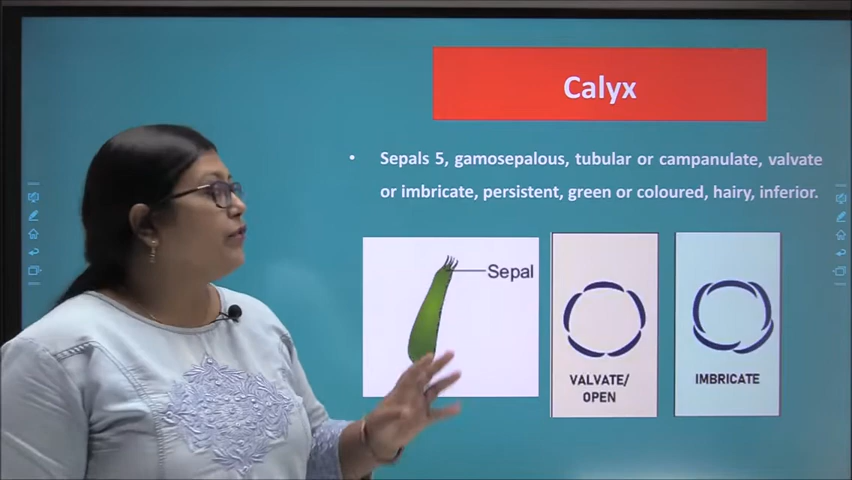 Calyx
• Sepals 5, gamosepalous, tubular or campanulate, valvate
or imbricate, persistent, green or coloured, hairy, inferior.
Sepal
VALVATE/
OPEN
IMBRICATE